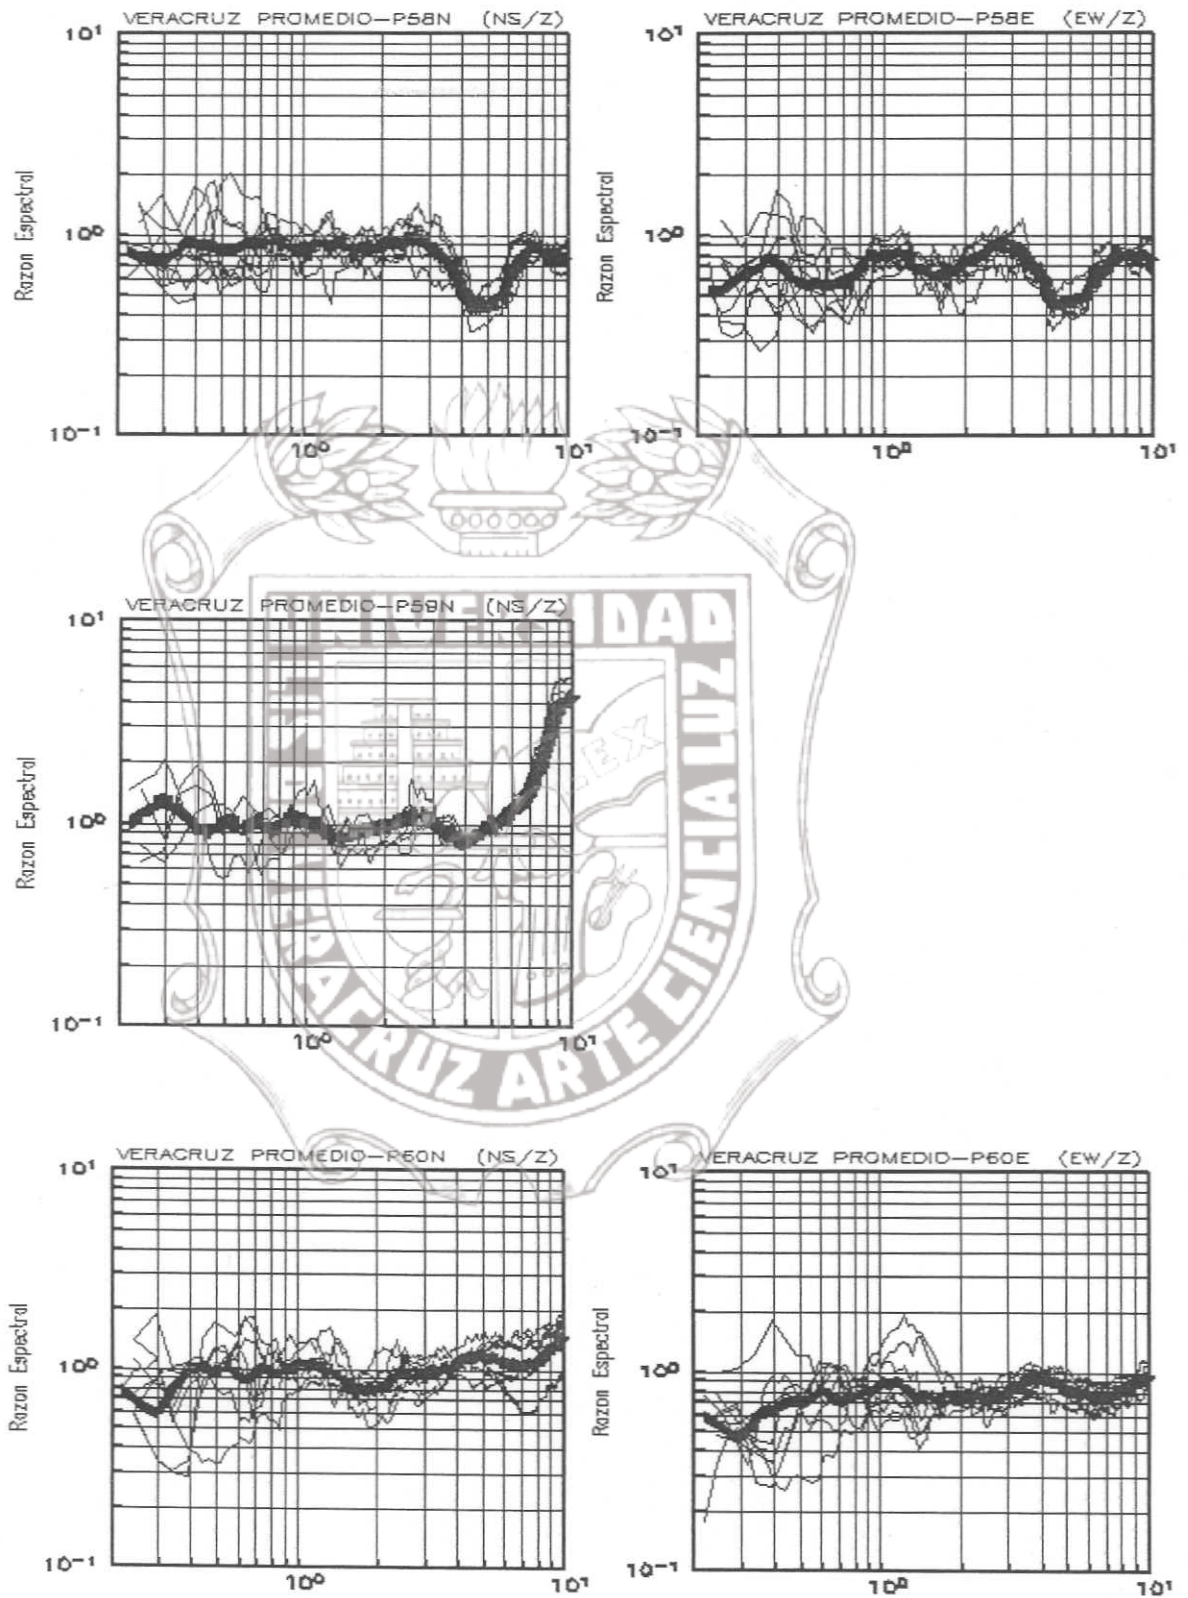 VERACRUZ PROMEDIO-P58N (NS/Z)
10¹
10⁰
10⁻¹
10⁰
10¹
Razon Espectral
VERACRUZ PROMEDIO-P58E (EW/Z)
10¹
10⁰
10⁻¹
10⁰
10¹
Razon Espectral
VERACRUZ PROMEDIO-P59N (NS/Z)
10¹
10⁰
10⁻¹
10⁰
10¹
Razon Espectral
UNIVERSIDAD
VERACRUZ ARTE CIENCIA LUZ
LEX
VERACRUZ PROMEDIO-P60N (NS/Z)
10¹
10⁰
10⁻¹
10⁰
10¹
Razon Espectral
VERACRUZ PROMEDIO-P60E (EW/Z)
10¹
10⁰
10⁻¹
10⁰
10¹
Razon Espectral